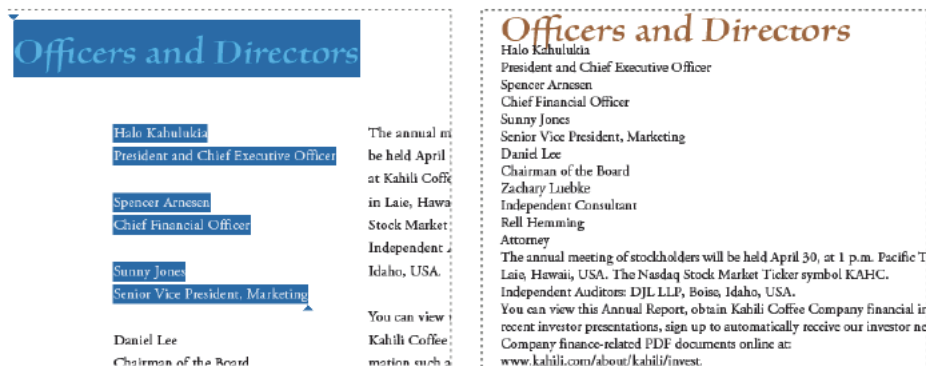 Officers and Directors
Halo Kahulukia
President and Chief Executive Officer
Spencer Arnesen
Chief Financial Officer
Sunny Jones
Senior Vice President, Marketing
Daniel Lee
Chairman of the Board
The annual
be held April
at Kahili
in Laie,
Stock Market
Independent
Idaho, USA.
You can view
Kahili Coffee
mation such
Officers and Directors
Halo Kahulukia
President and Chief Executive Officer
Spencer Arnesen
Chief Financial Officer
Sunny Jones
Senior Vice President, Marketing
Daniel Lee
Chairman of the Board
Zachary Luebke
Independent Consultant
Rell Hemming
Attorney
The annual meeting of stockholders will be held April 30, at 1 p.m. Pacific
Laie, Hawaii, USA. The Nasdaq Stock Market Ticker symbol KAHC.
Independent Auditors: DJL LLP, Boise, Idaho, USA.
You can view this Annual Report, obtain Kahili Coffee Company financial
recent investor presentations, sign up to automatically receive our investor
Company finance-related PDF documents online at:
www.kahili.com/about/kahili/invest.